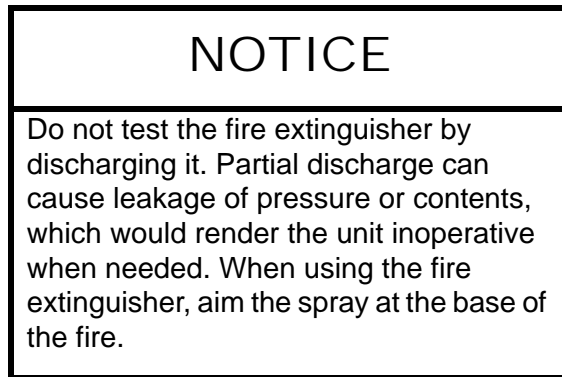 NOTICE
Do not test the fire extinguisher by
discharging it. Partial discharge can
cause leakage of pressure or contents,
which would render the unit inoperative
when needed. When using the fire
extinguisher, aim the spray at the base of
the fire.